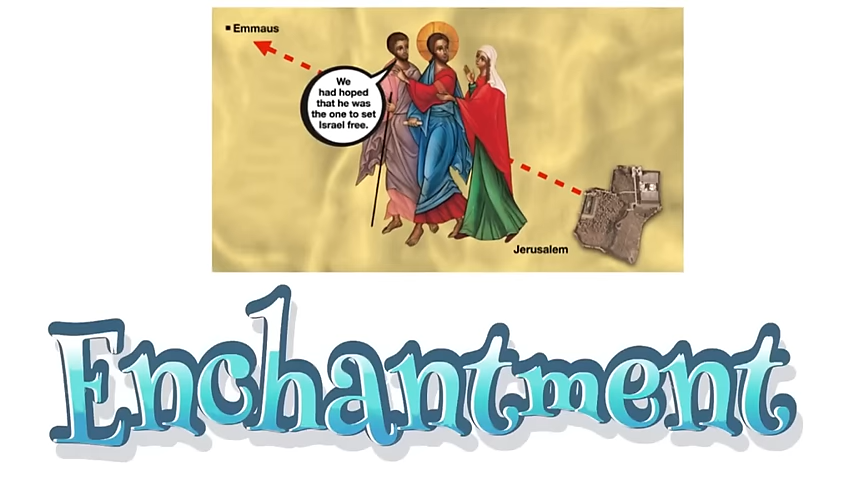 Emmaus
We
had hoped
that he was
the one to set
Israel free.
Jerusalem
Enchantment